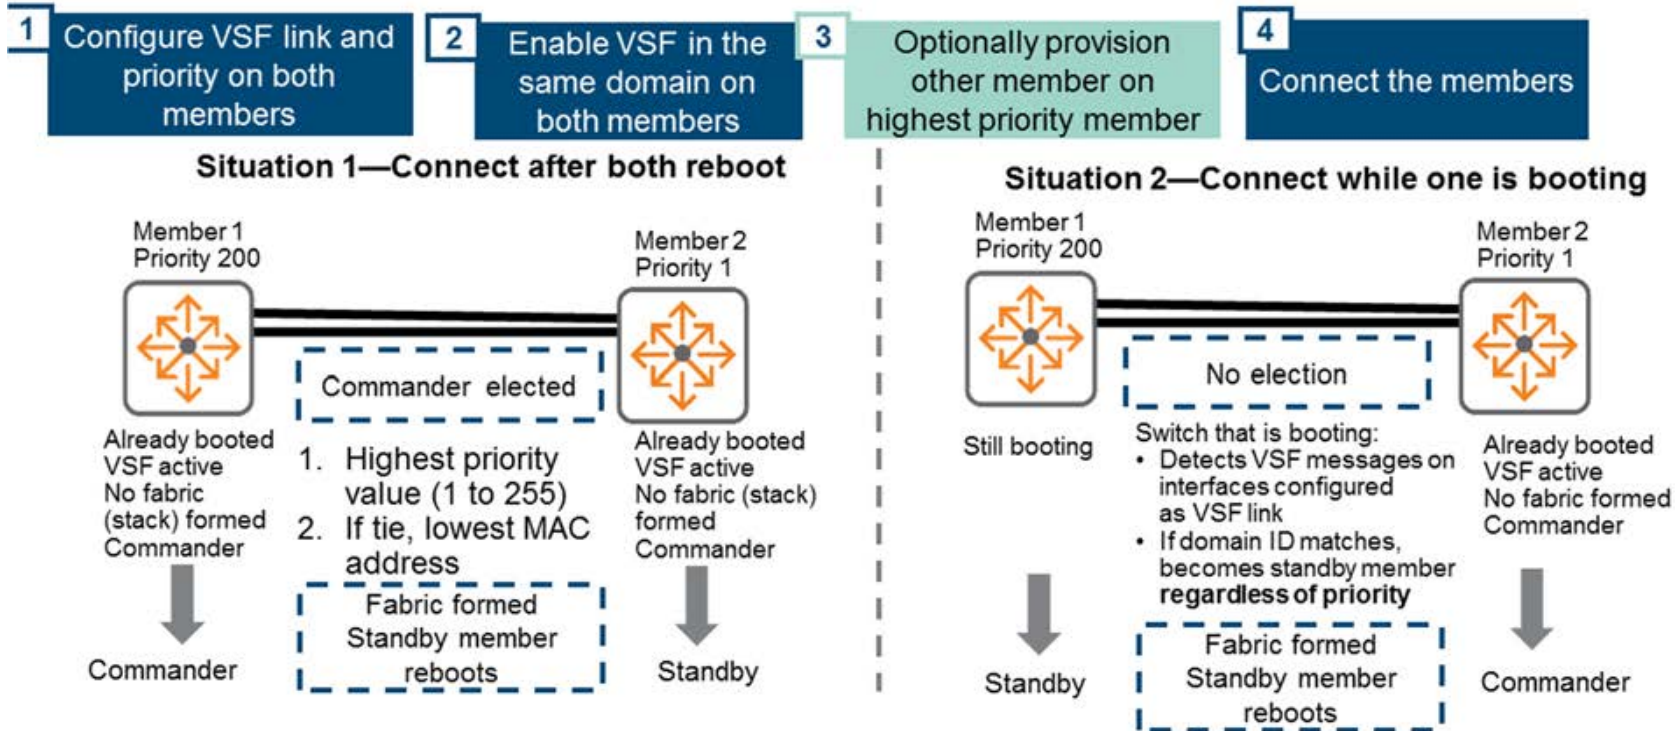 1
Configure VSF link and
priority on both
members
2
Enable VSF in the
same domain on
both members
3
Optionally provision
other member on
highest priority member
4
Connect the members
Situation 1—Connect after both reboot
Member 1
Priority 200
Member 2
Priority 1
Commander elected
Already booted
VSF active
No fabric
(stack) formed
Commander
1. Highest priority
value (1 to 255)
2. If tie, lowest MAC
address
Already booted
VSF active
No fabric (stack)
formed
Commander
Fabric formed
Standby member
reboots
Commander
Standby
Situation 2—Connect while one is booting
Member 1
Priority 200
Member 2
Priority 1
No election
Still booting
Switch that is booting:
• Detects VSF messages on
interfaces configured
as VSF link
• If domain ID matches,
becomes standby member
regardless of priority
Already booted
VSF active
No fabric formed
Commander
Fabric formed
Standby member
reboots
Standby
Commander